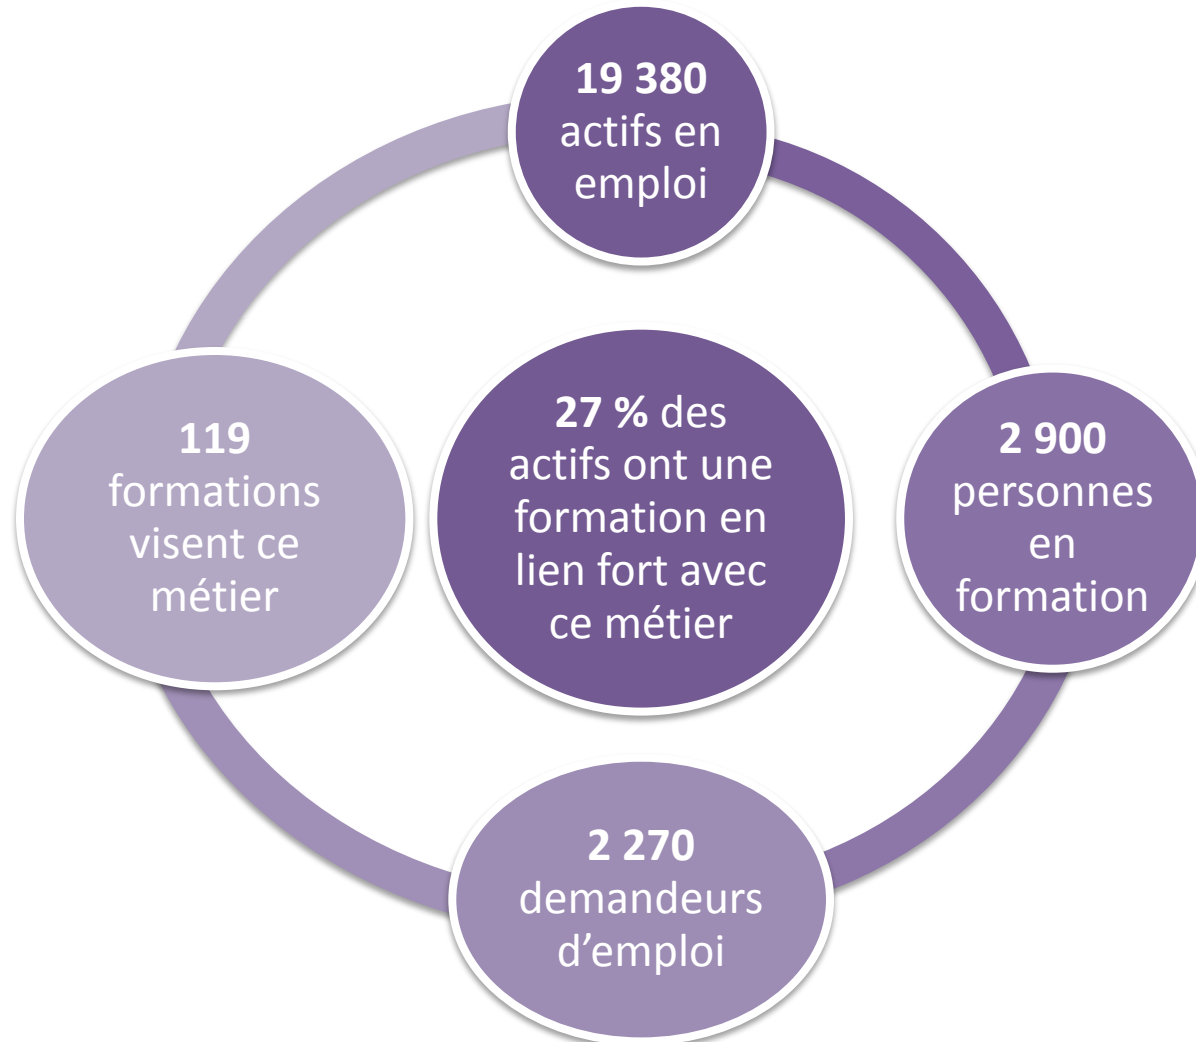 19 380
actifs en
emploi
119
formations
visent ce
métier
27 % des
actifs ont une
formation en
lien fort avec
ce métier
2 900
personnes
en
formation
2 270
demandeurs
d’emploi